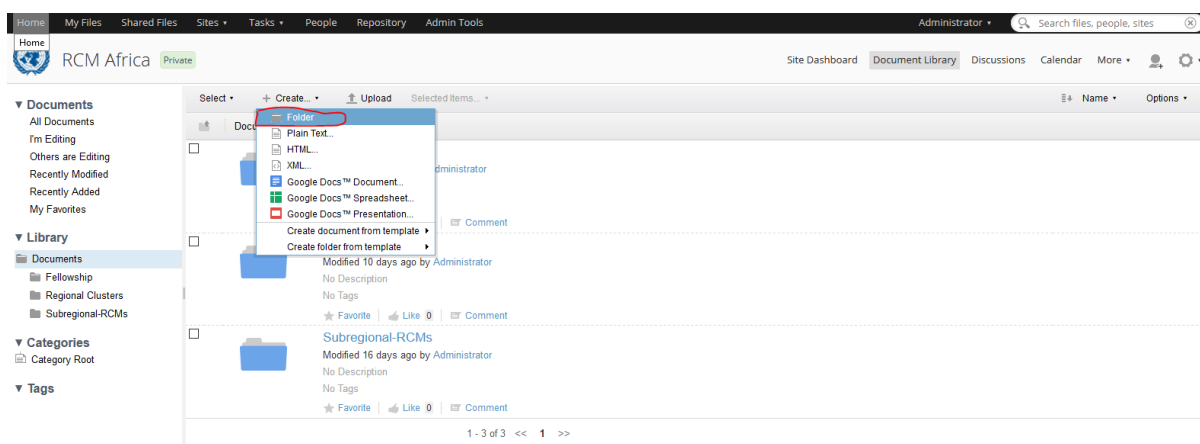 Home My Files Shared Files Sites Tasks People Repository Admin Tools Administrator Search files, people, sites
Home
RCM Africa Private Site Dashboard Document Library Discussions Calendar More
Documents
All Documents
I'm Editing
Others are Editing
Recently Modified
Recently Added
My Favorites
Library
Documents
Fellowship
Regional Clusters
Subregional-RCMs
Categories
Category Root
Tags
Select + Create... Upload Selected Items... Name Options
Docu
Folder
Plain Text...
HTML...
XML...
Google Docs™ Document...
Google Docs™ Spreadsheet...
Google Docs™ Presentation...
Create document from template
Create folder from template
dministrator
Comment
Modified 10 days ago by Administrator
No Description
No Tags
Favorite Like 0 Comment
Subregional-RCMs
Modified 16 days ago by Administrator
No Description
No Tags
Favorite Like 0 Comment
1 - 3 of 3 << 1 >>